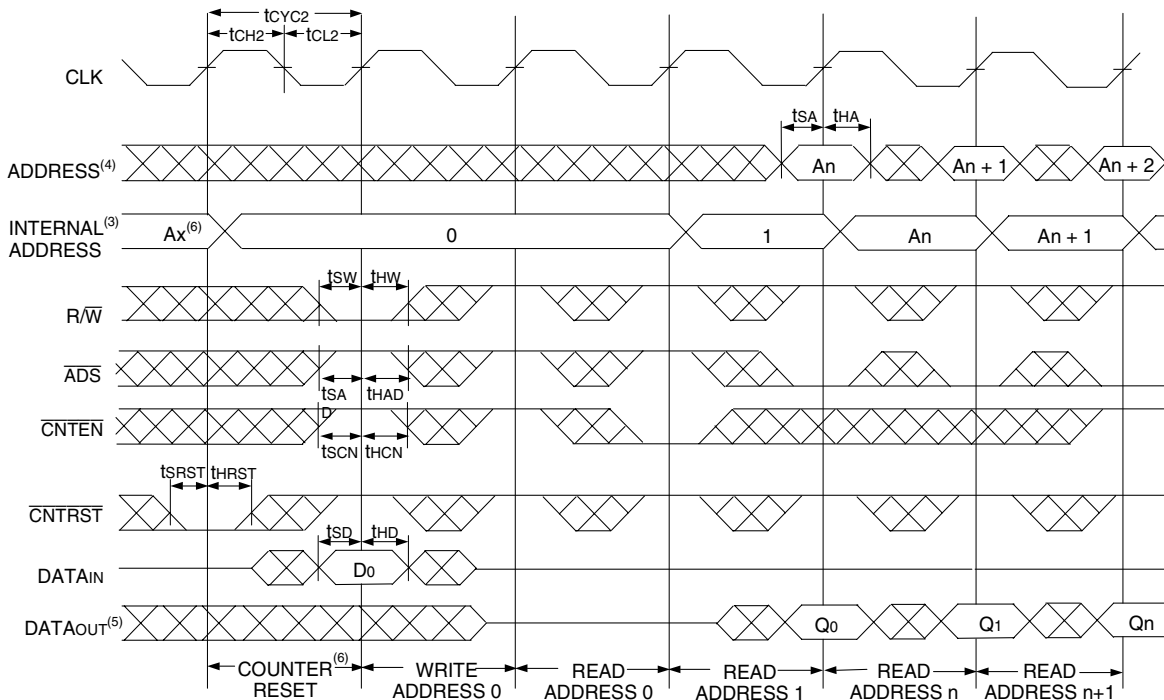 tCYC2
tCH2 tCL2
CLK
tSA tHA
ADDRESS(4) An An + 1 An + 2
INTERNAL(3) ADDRESS Ax(6) 0 1 An An + 1
tSW tHW
R/W
ADS
tSA
D tHAD
CNTEN
tSCN tHCN
tSRST tHRST
CNTRST
tSD tHD
DATAIN D0
DATAOUT(5) Q0 Q1 Qn
COUNTER(6) RESET
WRITE ADDRESS 0
READ ADDRESS 0
READ ADDRESS 1
READ ADDRESS n
READ ADDRESS n+1